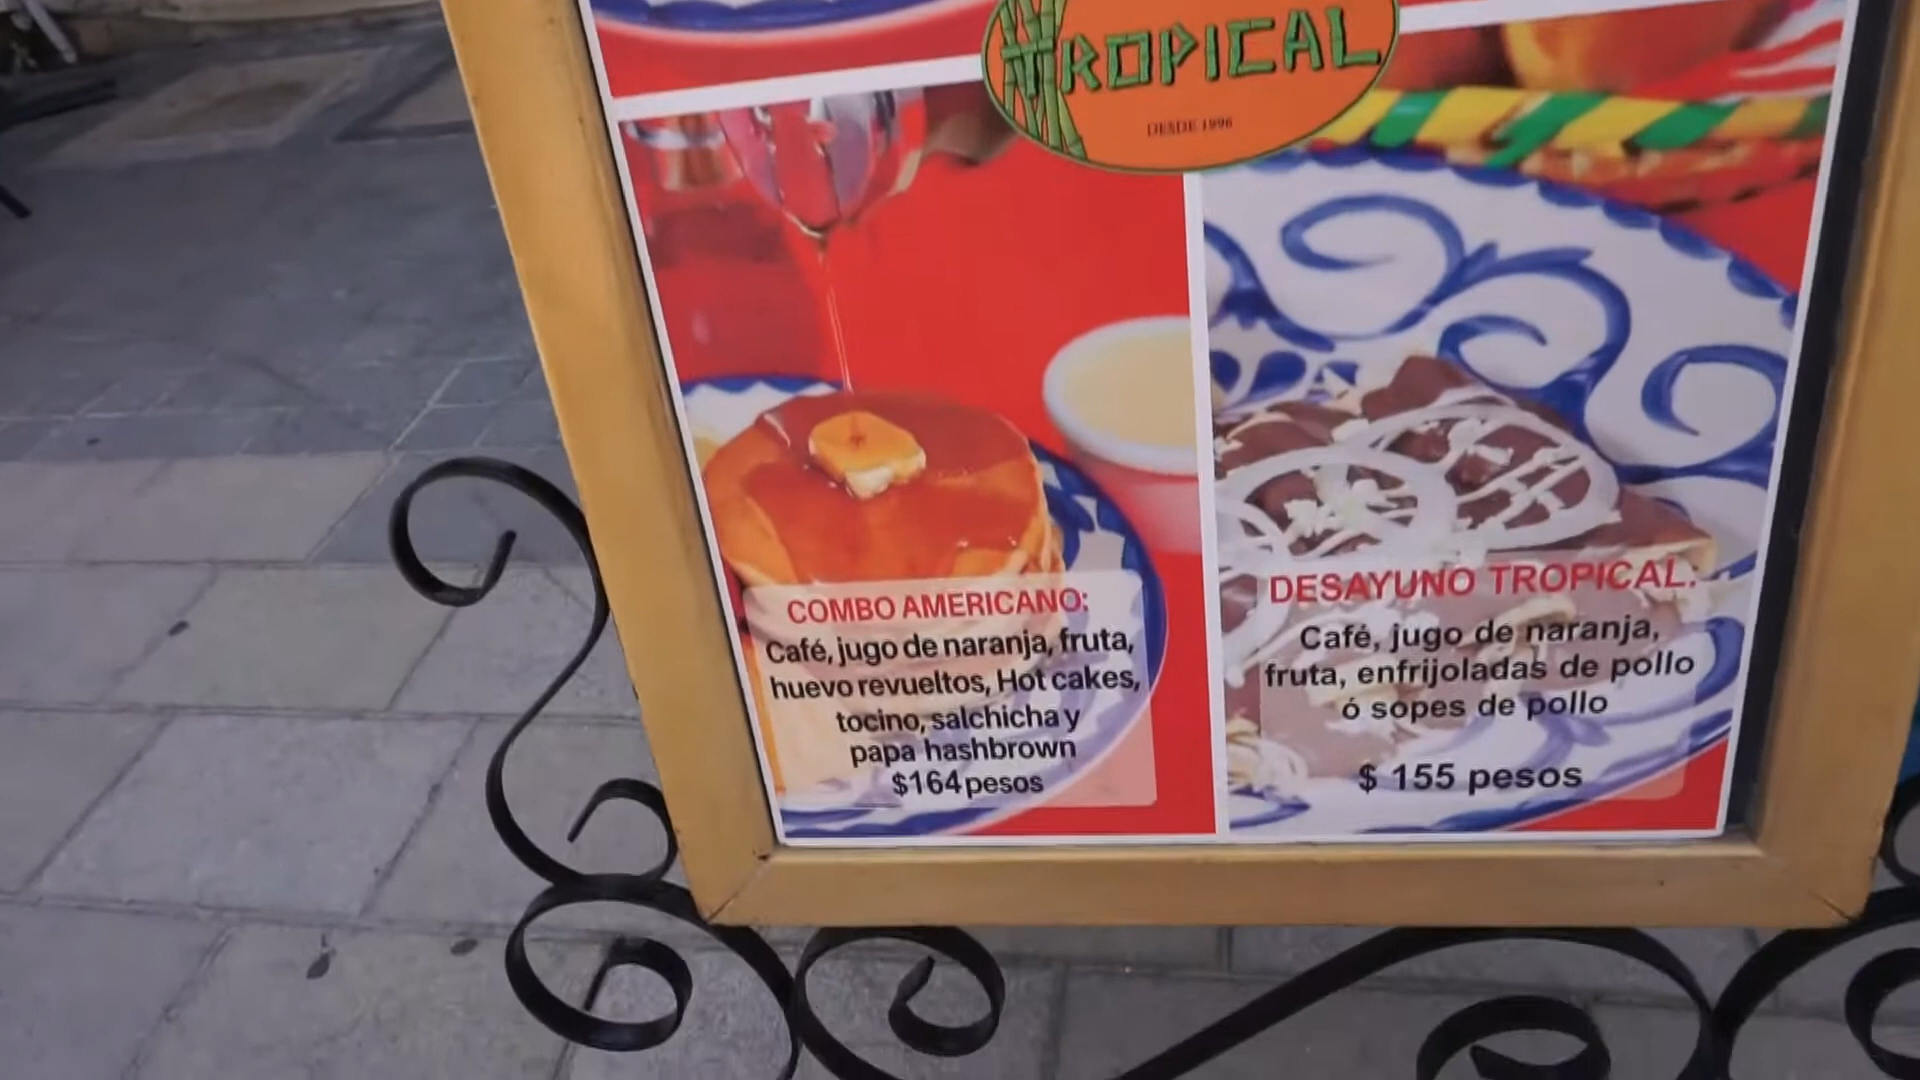 TROPICAL
DESDE 1996
COMBO AMERICANO:
Café, jugo de naranja, fruta,
huevo revueltos, Hot cakes,
tocino, salchicha y
papa hashbrown
$164 pesos
DESAYUNO TROPICAL:
Café, jugo de naranja,
fruta, enfrijoladas de pollo
ó sopes de pollo
$ 155 pesos